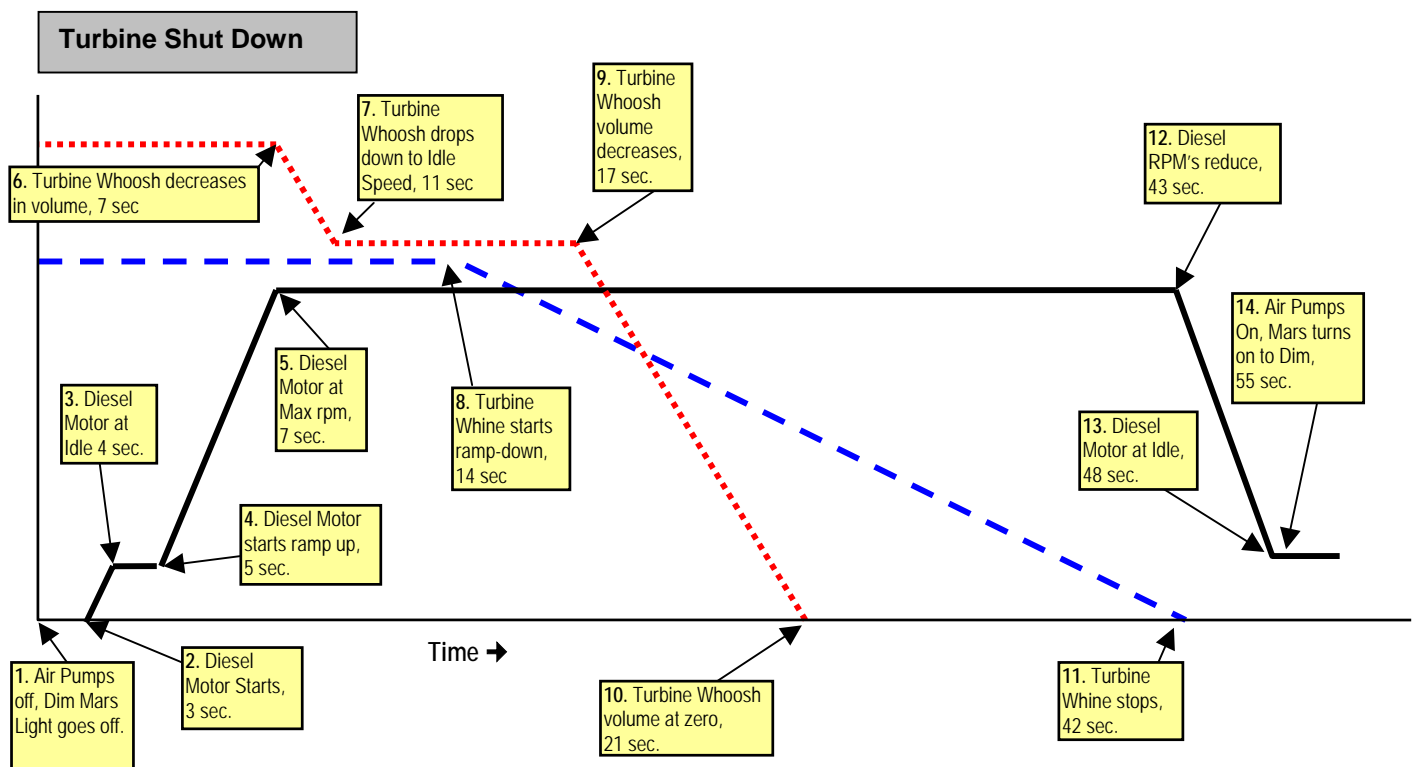 Turbine Shut Down
6. Turbine Whoosh decreases
in volume, 7 sec
7. Turbine
Whoosh drops
down to Idle
Speed, 11 sec
9. Turbine
Whoosh
volume
decreases,
17 sec.
12. Diesel
RPM's reduce,
43 sec.
3. Diesel
Motor at
Idle 4 sec.
5. Diesel
Motor at
Max rpm,
7 sec.
8. Turbine
Whine starts
ramp-down,
14 sec
14. Air Pumps
On, Mars turns
on to Dim,
55 sec.
13. Diesel
Motor at Idle,
48 sec.
4. Diesel Motor
starts ramp up,
5 sec.
Time →
1. Air Pumps
off, Dim Mars
Light goes off.
2. Diesel
Motor Starts,
3 sec.
10. Turbine Whoosh
volume at zero,
21 sec.
11. Turbine
Whine stops,
42 sec.